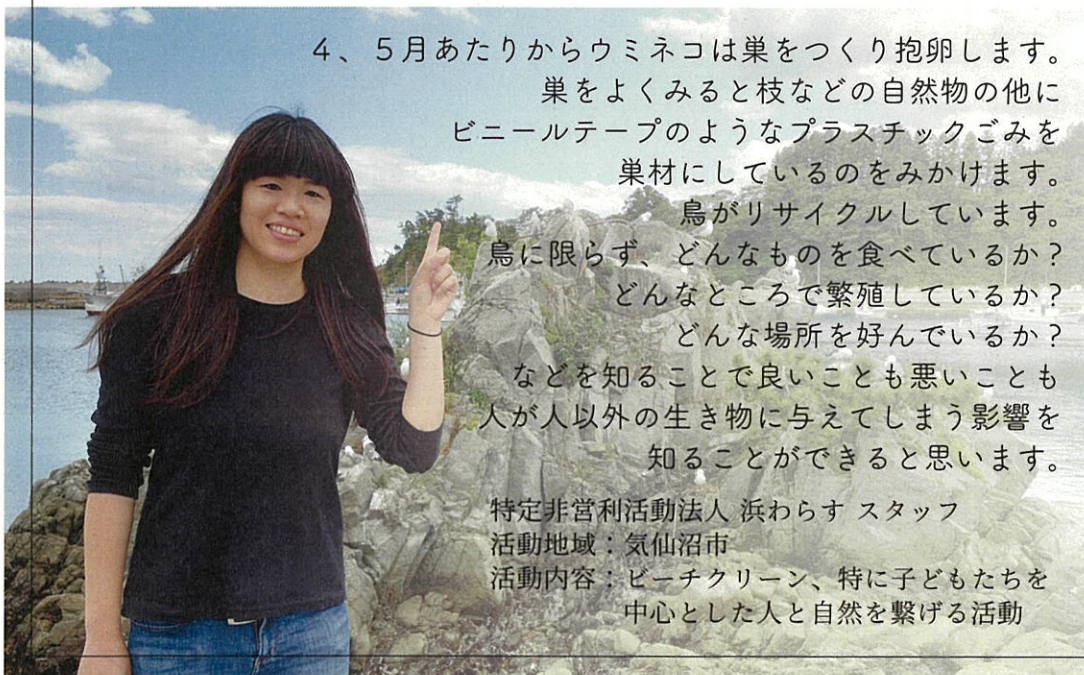 ４、５月あたりからウミネコは巣をつくり抱卵します。
巣をよくみると枝などの自然物の他に
ビニールテープのようなプラスチックごみを
巣材にしているのをみかけます。
鳥がリサイクルしています。
鳥に限らず、どんなものを食べているか？
どんなところで繁殖しているか？
どんな場所を好んでいるか？
などを知ることで良いことも悪いことも
人が人以外の生き物に与えてしまう影響を
知ることができると思います。
特定非営利活動法人 浜わらす スタッフ
活動地域：気仙沼市
活動内容：ビーチクリーン、特に子どもたちを
中心とした人と自然を繋げる活動